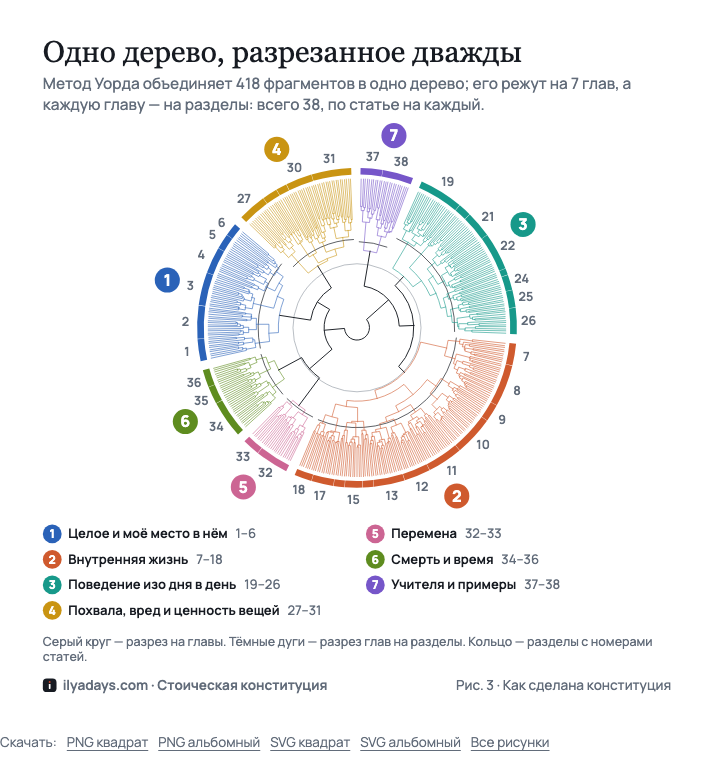 Одно дерево, разрезанное дважды
Метод Уорда объединяет 418 фрагментов в одно дерево; его режут на 7 глав, а
каждую главу — на разделы: всего 38, по статье на каждый.
7
4
37
38
31
30
19
27
21
3
6
5
22
4
1
3
24
25
2
26
1
7
36
8
35
6
34
9
10
33
32
11
5
18
17
15
13
12
2
1 Целое и моё место в нём 1–6
2 Внутренняя жизнь 7–18
3 Поведение изо дня в день 19–26
4 Похвала, вред и ценность вещей 27–31
5 Перемена 32–33
6 Смерть и время 34–36
7 Учителя и примеры 37–38
Серый круг — разрез на главы. Тёмные дуги — разрез глав на разделы. Кольцо — разделы с номерами
статей.
i ilyadays.com · Стоическая конституция
Рис. 3 · Как сделана конституция
Скачать: PNG квадрат PNG альбомный SVG квадрат SVG альбомный Все рисунки